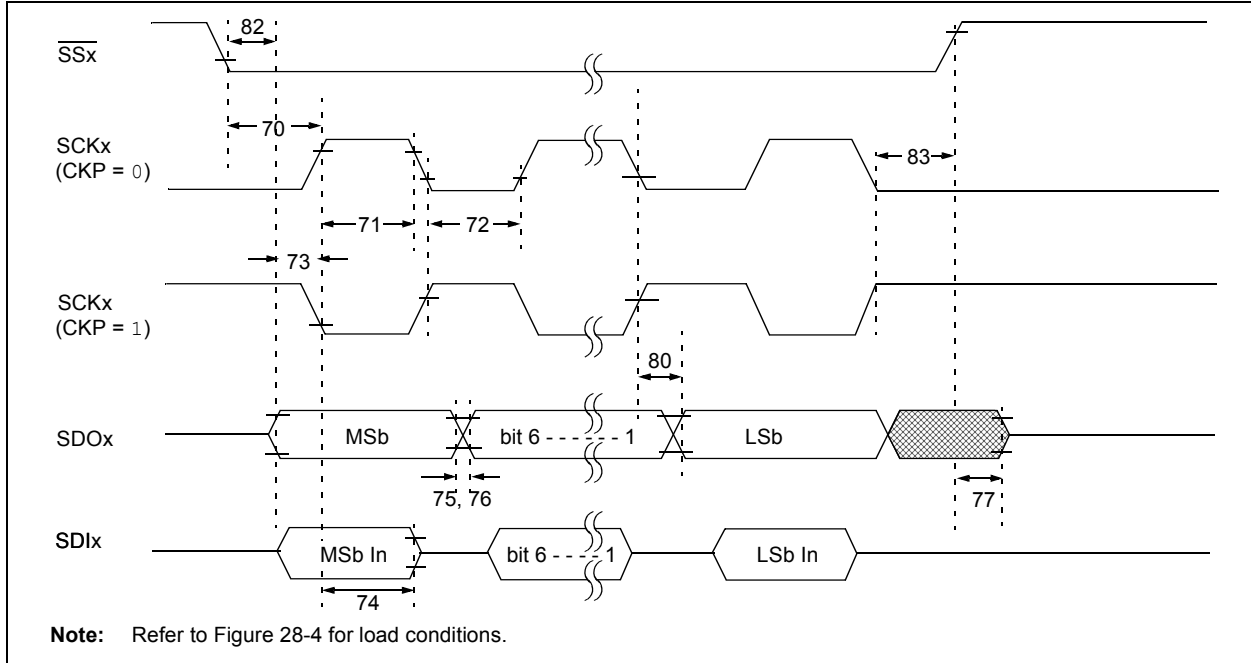 82
SSx
70
SCKx
(CKP = 0)
83
71
72
73
SCKx
(CKP = 1)
80
SDOx
MSb
bit 6 - - - - - - 1
LSb
75, 76
77
SDIx
MSb In
bit 6 - - - - 1
LSb In
74
Note: Refer to Figure 28-4 for load conditions.